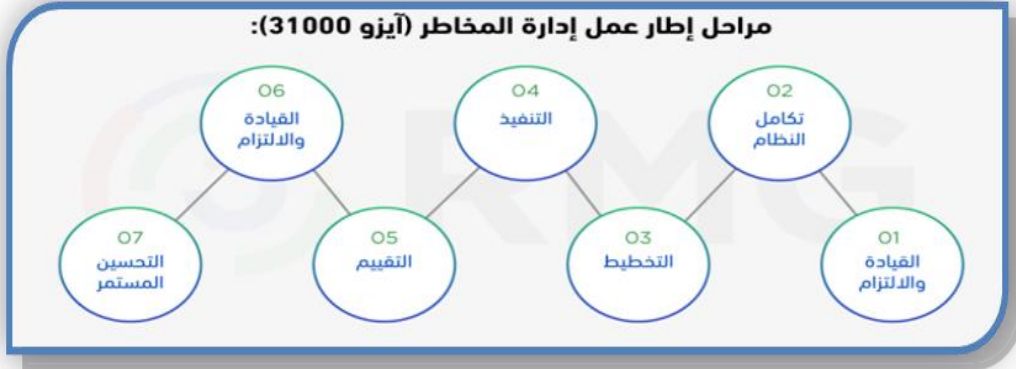 مراحل إطار عمل إدارة المخاطر (آيزو 31000):
01
القيادة
والالتزام
02
تكامل
النظام
03
التخطيط
04
التنفيذ
05
التقييم
06
القيادة
والالتزام
07
التحسين
المستمر
RMG